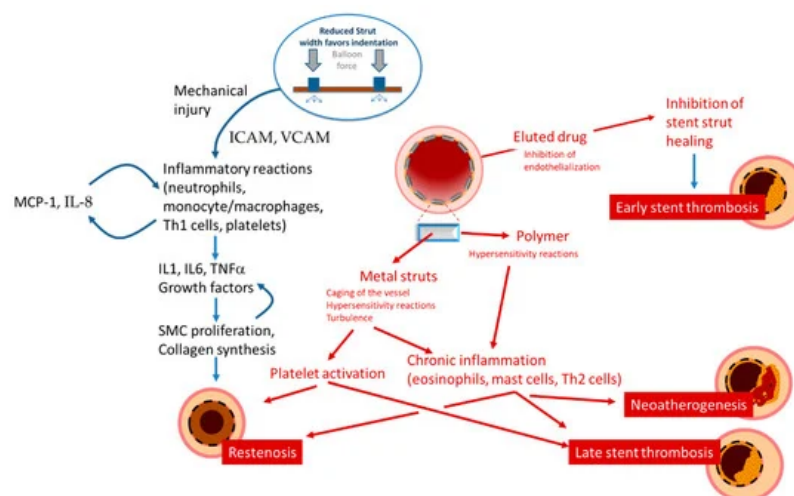 Reduced Strut
width favors indentation
Balloon
force
Mechanical
injury
ICAM, VCAM
Inflammatory reactions
(neutrophils,
monocyte/macrophages,
Th1 cells, platelets)
MCP-1, IL-8
IL1, IL6, TNFα
Growth factors
SMC proliferation,
Collagen synthesis
Restenosis
Eluted drug
Inhibition of
endothelialization
Inhibition of
stent strut
healing
Early stent thrombosis
Polymer
Hypersensitivity reactions
Metal struts
Caging of the vessel
Hypersensitivity reactions
Turbulence
Platelet activation
Chronic inflammation
(eosinophils, mast cells, Th2 cells)
Neoatherogenesis
Late stent thrombosis